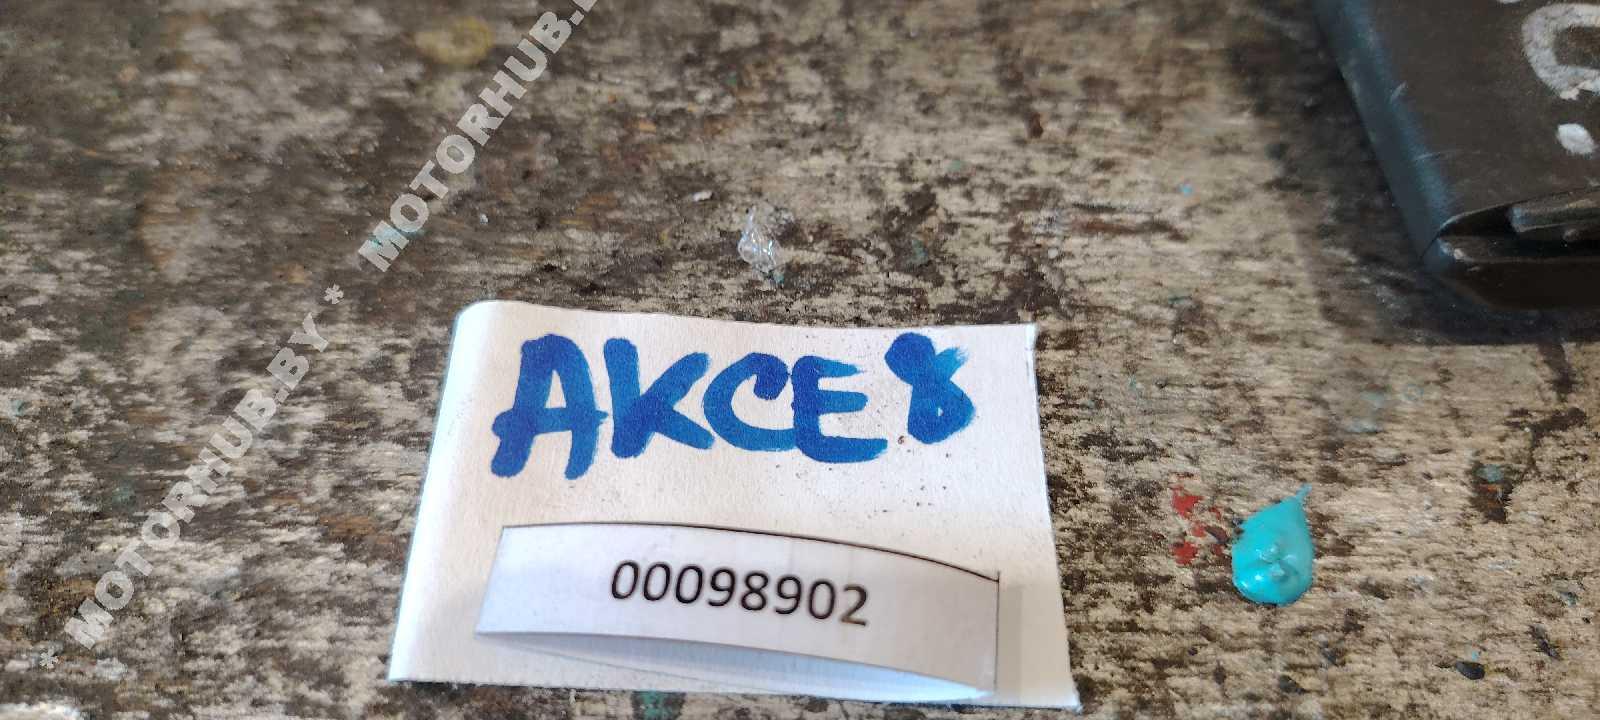 AKCE8
00098902
* MOTORHUB.BY * MOTORHUB.